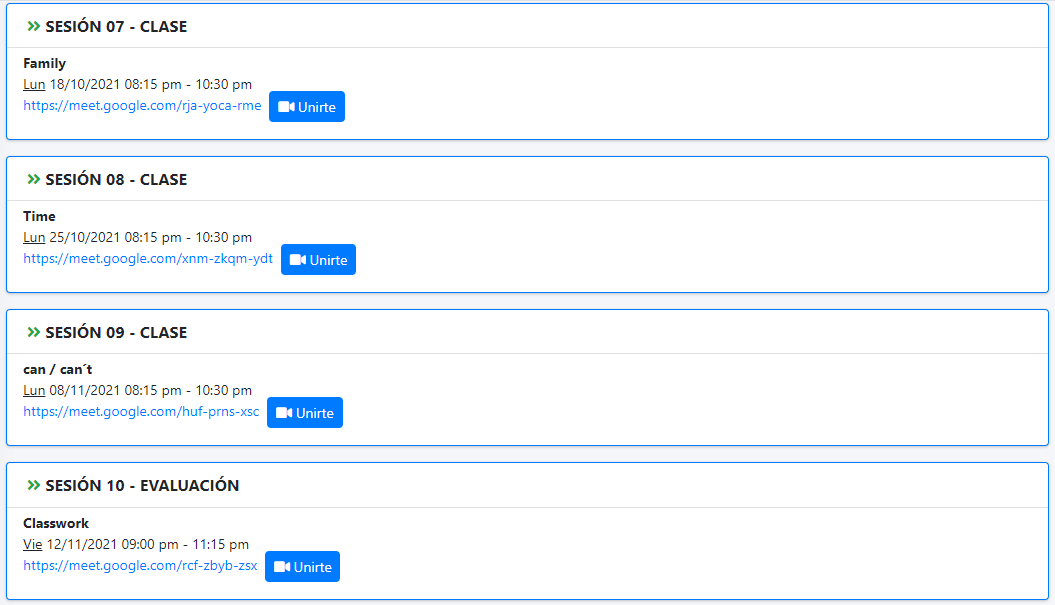 SESIÓN 07 - CLASE
Family
Lun 18/10/2021 08:15 pm - 10:30 pm
https://meet.google.com/rja-yoca-rme Unirte
SESIÓN 08 - CLASE
Time
Lun 25/10/2021 08:15 pm - 10:30 pm
https://meet.google.com/xnm-zkqm-ydt Unirte
SESIÓN 09 - CLASE
can / can´t
Lun 08/11/2021 08:15 pm - 10:30 pm
https://meet.google.com/huf-prns-xsc Unirte
SESIÓN 10 - EVALUACIÓN
Classwork
Vie 12/11/2021 09:00 pm - 11:15 pm
https://meet.google.com/rcf-zbyb-zsx Unirte